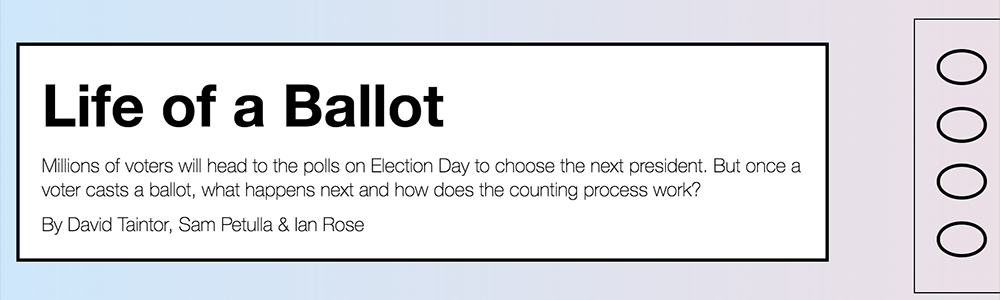 Life of a Ballot
Millions of voters will head to the polls on Election Day to choose the next president. But once a
voter casts a ballot, what happens next and how does the counting process work?
By David Taintor, Sam Petulla & Ian Rose